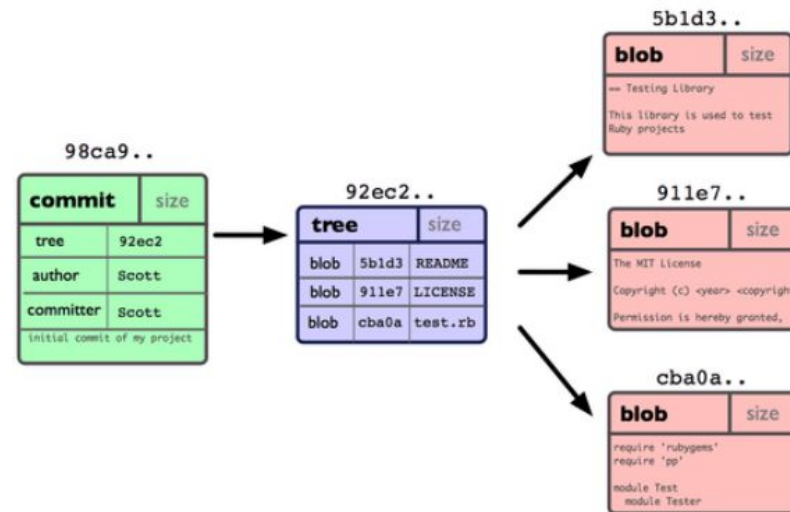 98ca9..
commit size
tree 92ec2
author Scott
committer Scott
initial commit of my project
92ec2..
tree size
blob 5b1d3 README
blob 911e7 LICENSE
blob cba0a test.rb
5b1d3..
blob size
== Testing Library
This library is used to test
Ruby projects
911e7..
blob size
The MIT License
Copyright (c) <year> <copyright
Permission is hereby granted,
cba0a..
blob size
require 'rubygems'
require 'pp'
module Test
module Tester